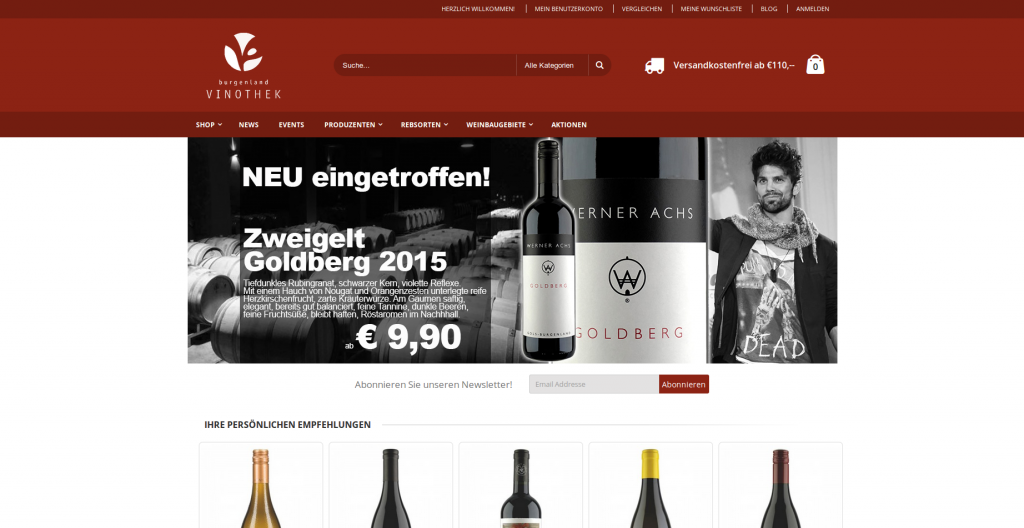 HERZLICH WILLKOMMEN!
MEIN BENUTZERKONTO
VERGLEICHEN
MEINE WUNSCHLISTE
BLOG
ANMELDEN
burgenland
VINOTHEK
Suche...
Alle Kategorien
Versandkostenfrei ab €110,--
0
SHOP
NEWS
EVENTS
PRODUZENTEN
REBSORTEN
WEINBAUGEBIETE
AKTIONEN
NEU eingetroffen!
Zweigelt
Goldberg 2015
Tiefdunkles Rubingranat, schwarzer Kern, violette Reflexe.
Mit einem Hauch von Nougat und Orangenzesten unterlegte reife
Herzkirschenfrucht, zarte Kräuterwürze. Am Gaumen saftig,
elegant, bereits gut balanciert, feine Tannine, dunkle Beeren,
feine Fruchtsüße, bleibt haften, Röstaromen im Nachhhall.
ab € 9,90
WERNER ACHS
GOLDBERG
WERNER ACHS
W
®
GOLDBERG
DEAD
Abonnieren Sie unseren Newsletter!
Email Addresse
Abonnieren
IHRE PERSÖNLICHEN EMPFEHLUNGEN